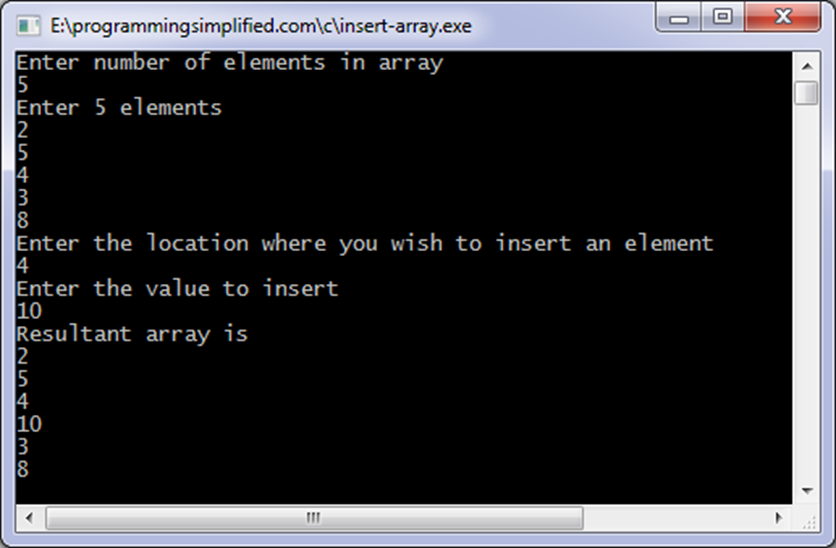 E:\programmingsimplified.com\c\insert-array.exe
Enter number of elements in array
5
Enter 5 elements
2
5
4
3
8
Enter the location where you wish to insert an element
4
Enter the value to insert
10
Resultant array is
2
5
4
10
3
8